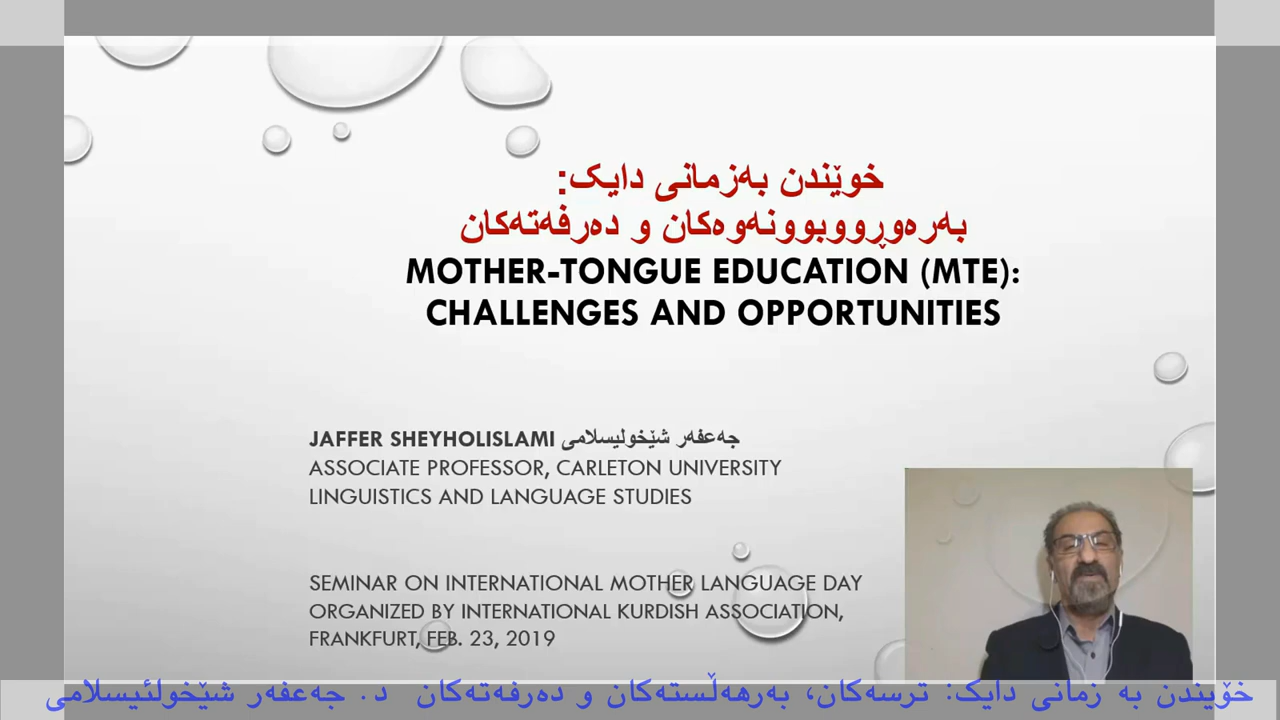 خوێندن بەزمانی دایک:
بەرەوڕووبوونەوەکان و دەرفەتەکان
MOTHER-TONGUE EDUCATION (MTE):
CHALLENGES AND OPPORTUNITIES
JAFFER SHEYHOLISLAMI جەعفەر شێخولیسلامی
ASSOCIATE PROFESSOR, CARLETON UNIVERSITY
LINGUISTICS AND LANGUAGE STUDIES
SEMINAR ON INTERNATIONAL MOTHER LANGUAGE DAY
ORGANIZED BY INTERNATIONAL KURDISH ASSOCIATION,
FRANKFURT, FEB. 23, 2019
خۆیندن بە زمانی دایک: ترسەکان، بەرهەڵستەکان و دەرفەتەکان د. جەعفەر شێخولئیسلامی